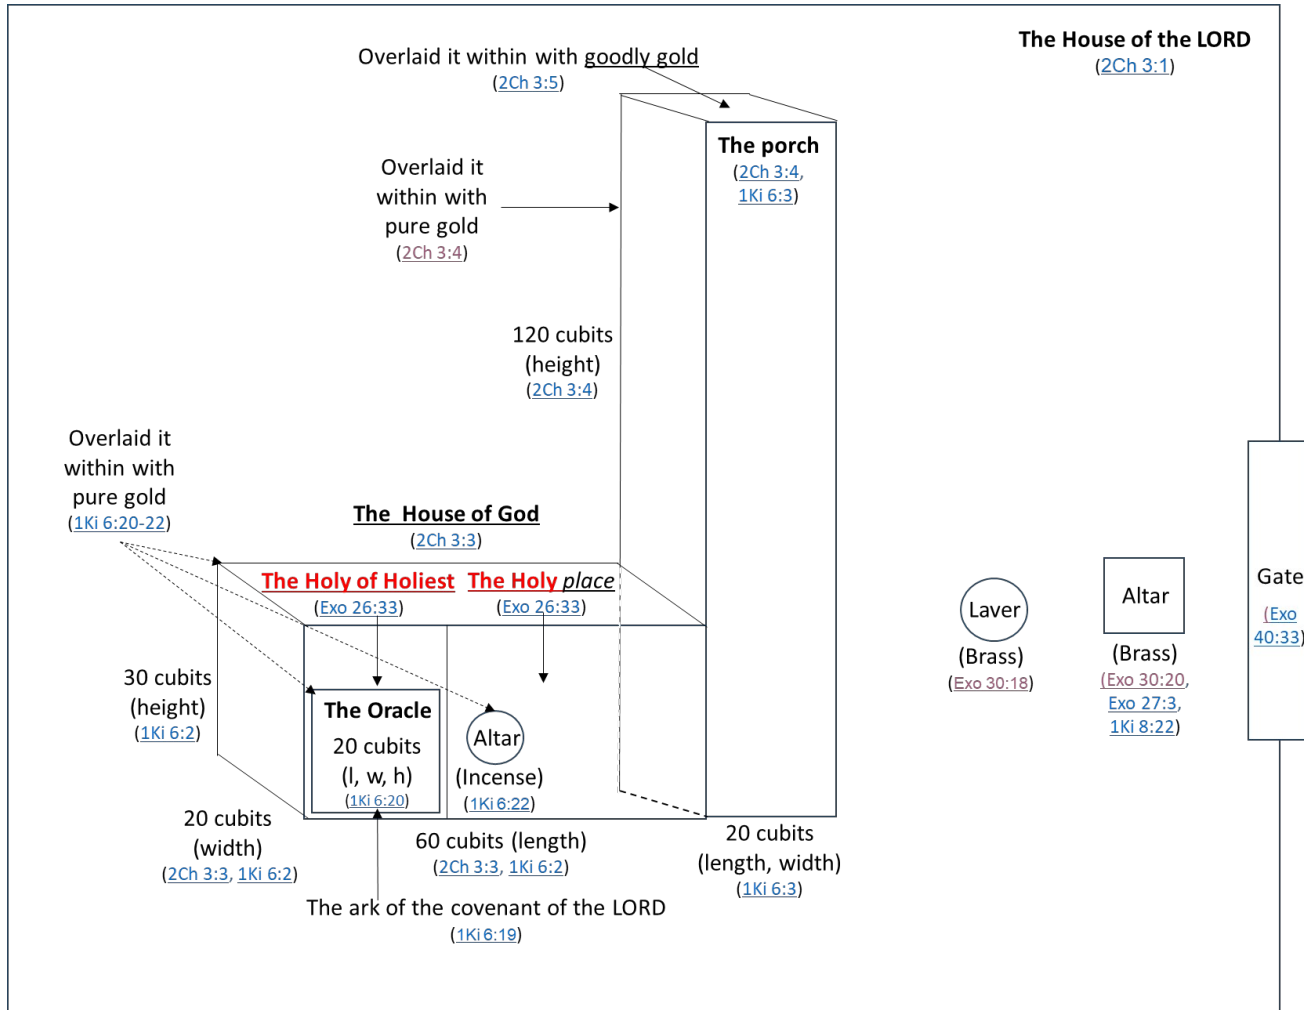 The House of the LORD
(2Ch 3:1)
Overlaid it within with goodly gold
(2Ch 3:5)
The porch
(2Ch 3:4,
1Ki 6:3)
Overlaid it
within with
pure gold
(2Ch 3:4)
120 cubits
(height)
(2Ch 3:4)
Overlaid it
within with
pure gold
(1Ki 6:20-22)
The House of God
(2Ch 3:3)
The Holy of Holiest
(Exo 26:33)
The Holy place
(Exo 26:33)
30 cubits
(height)
(1Ki 6:2)
The Oracle
20 cubits
(l, w, h)
(1Ki 6:20)
Altar
(Incense)
(1Ki 6:22)
20 cubits
(width)
(2Ch 3:3, 1Ki 6:2)
60 cubits (length)
(2Ch 3:3, 1Ki 6:2)
20 cubits
(length, width)
(1Ki 6:3)
The ark of the covenant of the LORD
(1Ki 6:19)
Laver
(Brass)
(Exo 30:18)
Altar
(Brass)
(Exo 30:20,
Exo 27:3,
1Ki 8:22)
Gate
(Exo
40:33)